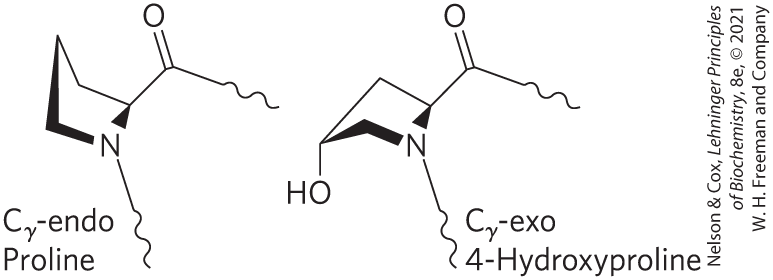 O
N
Cγ-endo
Proline
O
N
HO
Cγ-exo
4-Hydroxyproline
Nelson & Cox, Lehninger Principles
of Biochemistry, 8e, © 2021
W. H. Freeman and Company